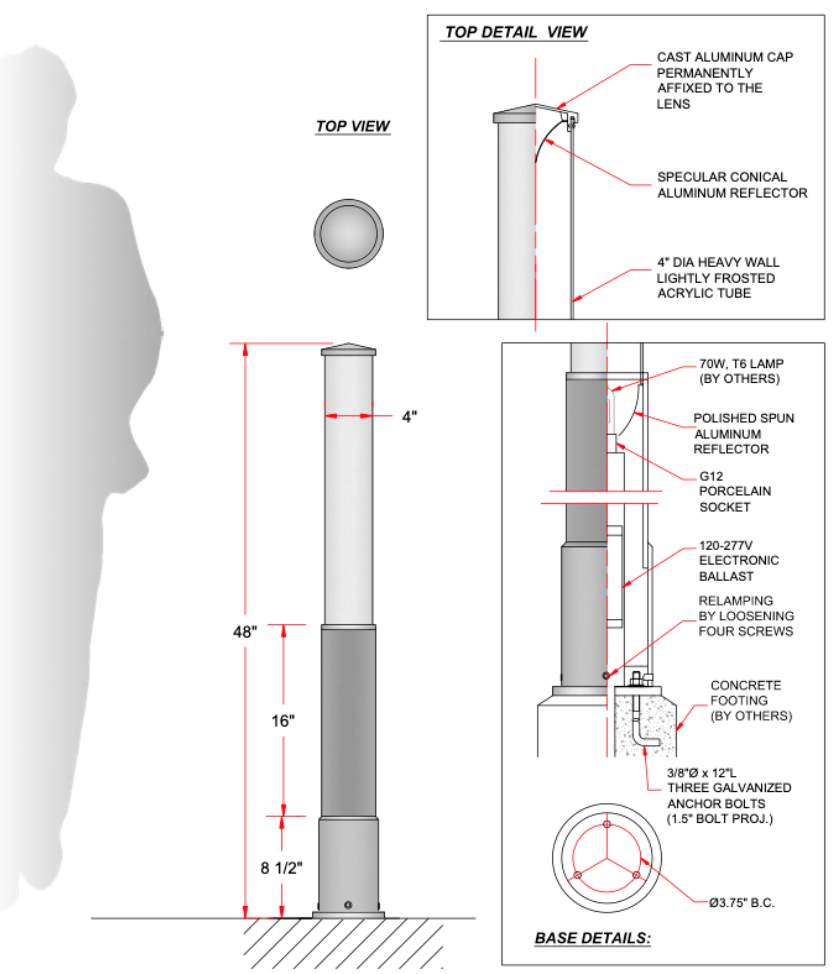 TOP DETAIL VIEW
CAST ALUMINUM CAP
PERMANENTLY
AFFIXED TO THE
LENS
SPECULAR CONICAL
ALUMINUM REFLECTOR
4" DIA HEAVY WALL
LIGHTLY FROSTED
ACRYLIC TUBE
TOP VIEW
4"
48"
16"
8 1/2"
70W, T6 LAMP
(BY OTHERS)
POLISHED SPUN
ALUMINUM
REFLECTOR
G12
PORCELAIN
SOCKET
120-277V
ELECTRONIC
BALLAST
RELAMPING
BY LOOSENING
FOUR SCREWS
CONCRETE
FOOTING
(BY OTHERS)
3/8"Ø x 12"L
THREE GALVANIZED
ANCHOR BOLTS
(1.5" BOLT PROJ.)
Ø3.75" B.C.
BASE DETAILS: